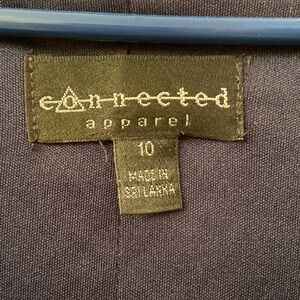 connected
apparel
10
MADE IN
SRI LANKA